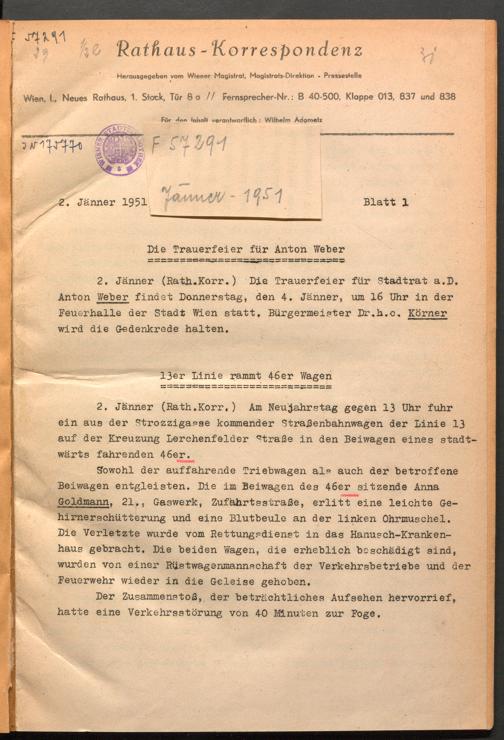 F 57291
Rathaus-Korrespondenz
Herausgegeben vom Wiener Magistrat, Magistrats-Direktion - Pressestelle
Wien, I., Neues Rathaus, 1. Stock, Tür 8 a // Fernsprecher-Nr.: B 40-500, Klappe 013, 837 und 838
Für den Inhalt verantwortlich : Wilhelm Adametz
JN 175770
F 57291
Jänner - 1951
2. Jänner 1951
Blatt 1
Die Trauerfeier für Anton Weber
2. Jänner (Rath.Korr.) Die Trauerfeier für Stadtrat a.D.
Anton Weber findet Donnerstag, den 4. Jänner, um 16 Uhr in der
Feuerhalle der Stadt Wien statt. Bürgermeister Dr.h.c. Körner
wird die Gedenkrede halten.
13er Linie rammt 46er Wagen
2. Jänner (Rath.Korr.) Am Neujahrstag gegen 13 Uhr fuhr
ein aus der Strozzigasse kommender Straßenbahnwagen der Linie 13
auf der Kreuzung Lerchenfelder Straße in den Beiwagen eines stadt-
wärts fahrenden 46er.
Sowohl der auffahrende Triebwagen als auch der betroffene
Beiwagen entgleisten. Die im Beiwagen des 46er sitzende Anna
Goldmann, 21., Gaswerk, Zufahrtsstraße, erlitt eine leichte Ge-
hirnerschütterung und eine Blutbeule an der linken Ohrmuschel.
Die Verletzte wurde vom Rettungsdienst in das Hanusch-Kranken-
haus gebracht. Die beiden Wagen, die erheblich beschädigt sind,
wurden von einer Rüstwagenmannschaft der Verkehrsbetriebe und der
Feuerwehr wieder in die Geleise gehoben.
Der Zusammenstoß, der beträchtliches Aufsehen hervorrief,
hatte eine Verkehrsstörung von 40 Minuten zur Foge.